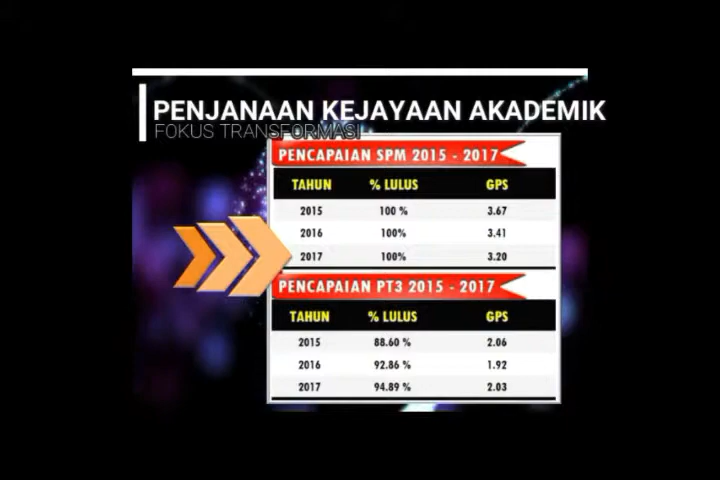 PENJANAAN KEJAYAAN AKADEMIK
FOKUS TRANSFORMASI
PENCAPAIAN SPM 2015 - 2017
TAHUN % LULUS GPS
2015 100 % 3.67
2016 100% 3.41
2017 100% 3.20
PENCAPAIAN PT3 2015 - 2017
TAHUN % LULUS GPS
2015 88.60 % 2.06
2016 92.86 % 1.92
2017 94.89 % 2.03